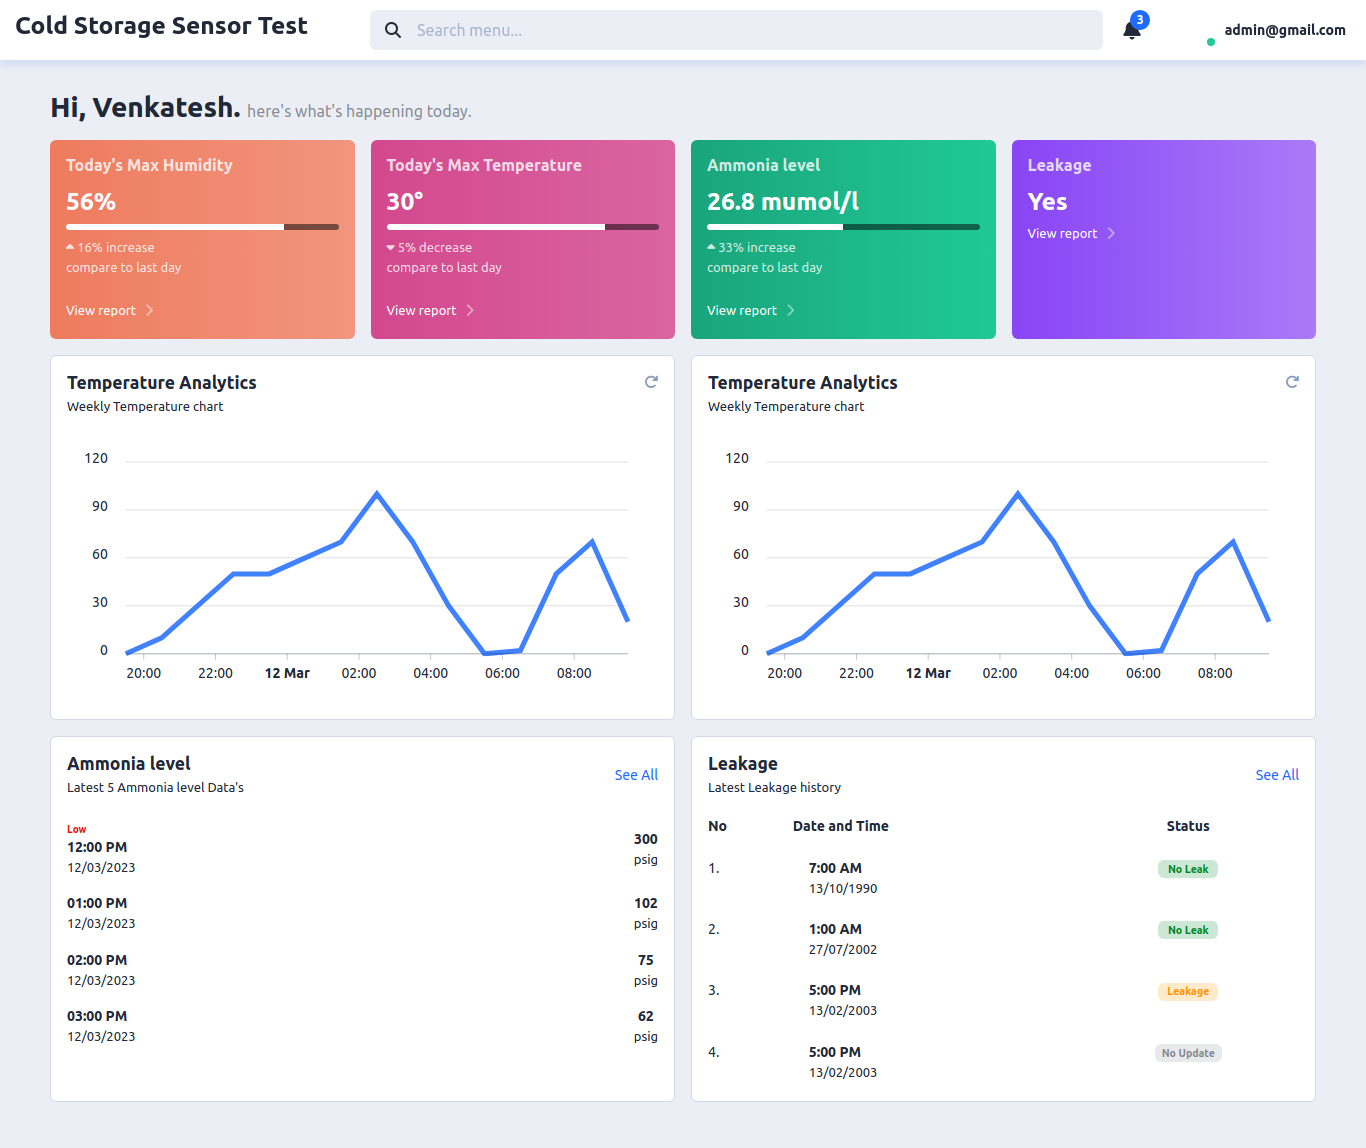 Cold Storage Sensor Test
Search menu...
3
admin@gmail.com
Hi, Venkatesh. here's what's happening today.
Today's Max Humidity
56%
16% increase
compare to last day
View report
Today's Max Temperature
30°
5% decrease
compare to last day
View report
Ammonia level
26.8 mumol/l
33% increase
compare to last day
View report
Leakage
Yes
View report
Temperature Analytics
Weekly Temperature chart
120
90
60
30
0
20:00 22:00 12 Mar 02:00 04:00 06:00 08:00
Temperature Analytics
Weekly Temperature chart
120
90
60
30
0
20:00 22:00 12 Mar 02:00 04:00 06:00 08:00
Ammonia level
Latest 5 Ammonia level Data's
See All
Low
12:00 PM 300
12/03/2023 psig
01:00 PM 102
12/03/2023 psig
02:00 PM 75
12/03/2023 psig
03:00 PM 62
12/03/2023 psig
Leakage
Latest Leakage history
See All
No Date and Time Status
1. 7:00 AM No Leak
13/10/1990
2. 1:00 AM No Leak
27/07/2002
3. 5:00 PM Leakage
13/02/2003
4. 5:00 PM No Update
13/02/2003